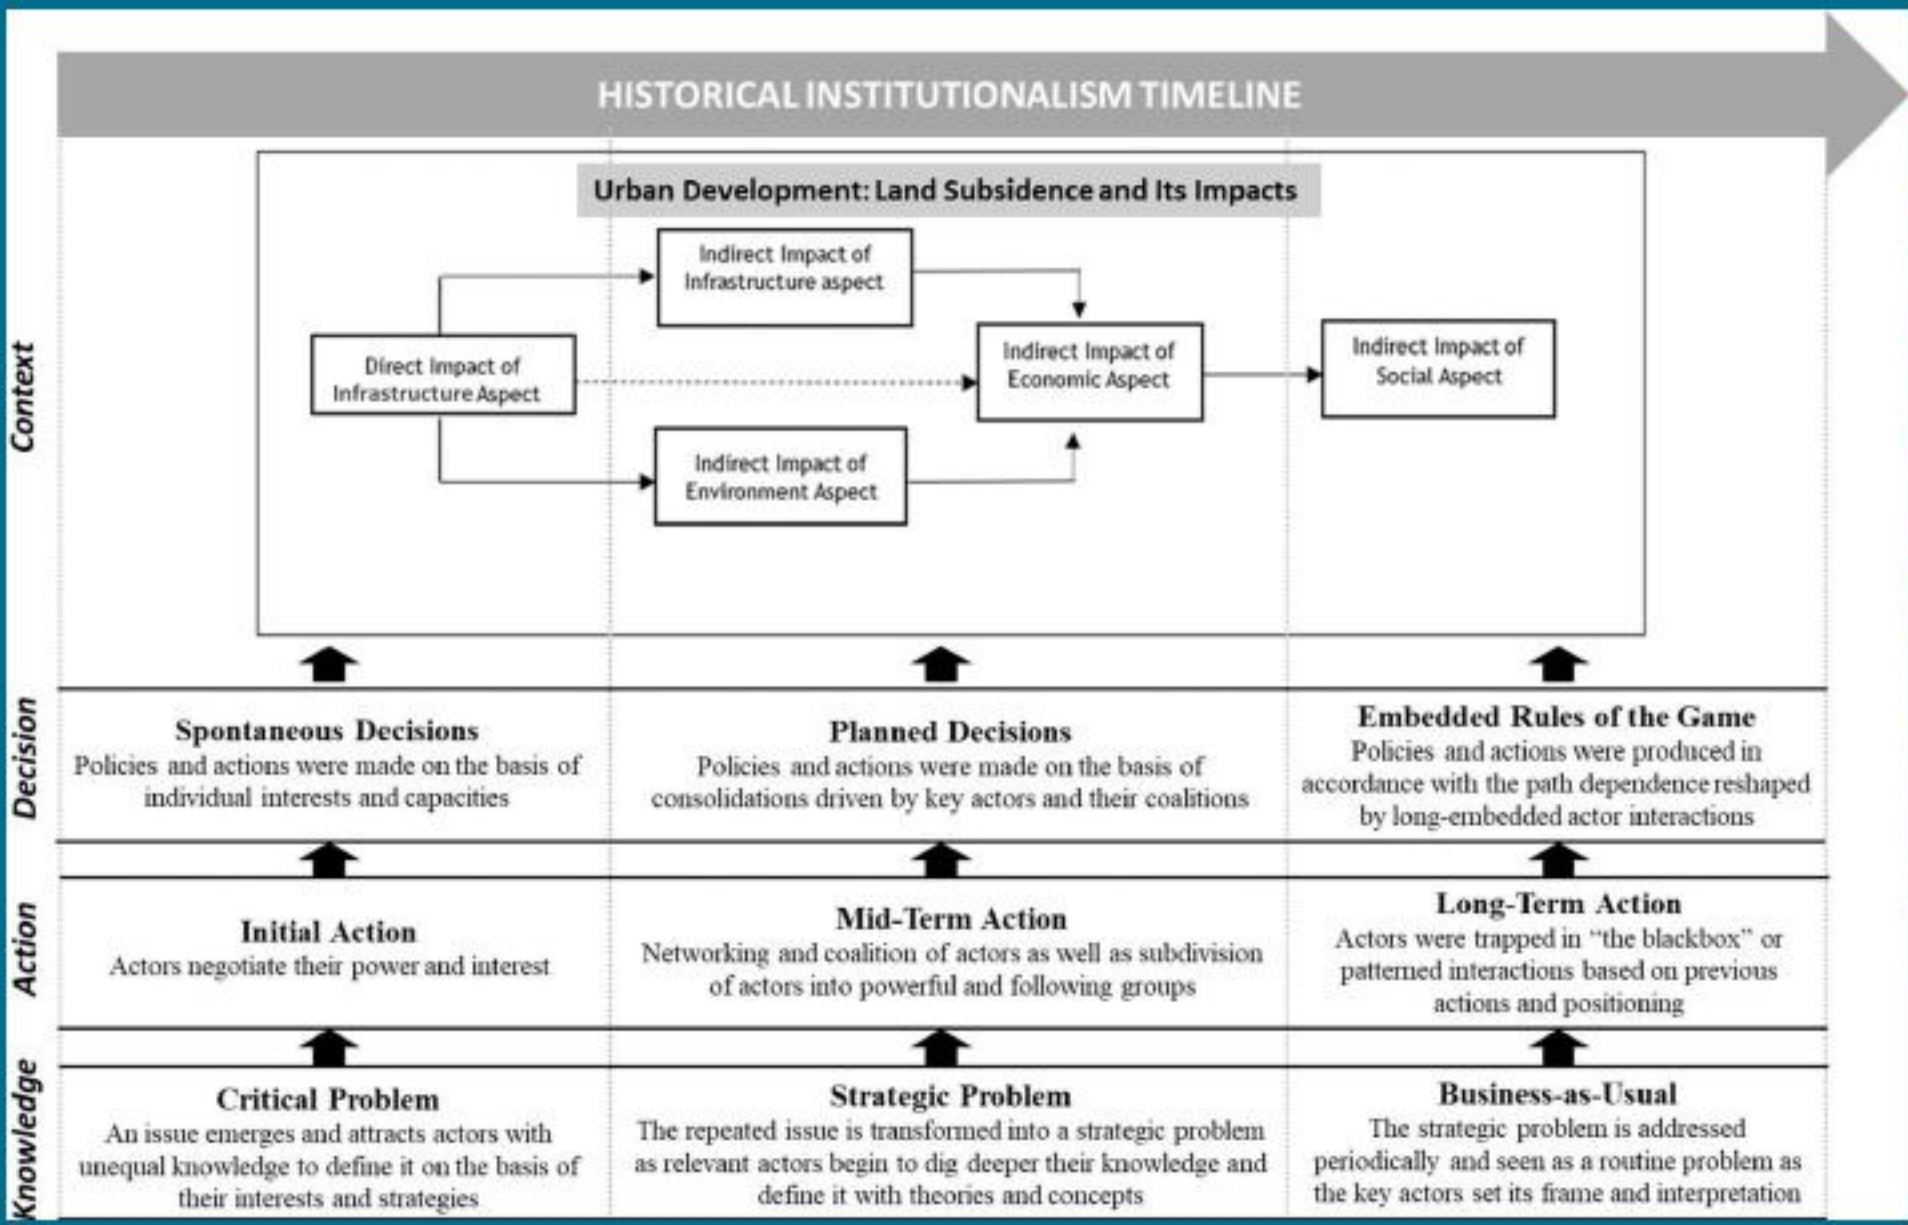 HISTORICAL INSTITUTIONALISM TIMELINE
Context
Urban Development: Land Subsidence and Its Impacts
Indirect Impact of
Infrastructure aspect
Direct Impact of
Infrastructure Aspect
Indirect Impact of
Economic Aspect
Indirect Impact of
Social Aspect
Indirect Impact of
Environment Aspect
Decision
Spontaneous Decisions
Policies and actions were made on the basis of
individual interests and capacities
Planned Decisions
Policies and actions were made on the basis of
consolidations driven by key actors and their coalitions
Embedded Rules of the Game
Policies and actions were produced in
accordance with the path dependence reshaped
by long-embedded actor interactions
Action
Initial Action
Actors negotiate their power and interest
Mid-Term Action
Networking and coalition of actors as well as subdivision
of actors into powerful and following groups
Long-Term Action
Actors were trapped in “the blackbox” or
patterned interactions based on previous
actions and positioning
Knowledge
Critical Problem
An issue emerges and attracts actors with
unequal knowledge to define it on the basis of
their interests and strategies
Strategic Problem
The repeated issue is transformed into a strategic problem
as relevant actors begin to dig deeper their knowledge and
define it with theories and concepts
Business-as-Usual
The strategic problem is addressed
periodically and seen as a routine problem as
the key actors set its frame and interpretation